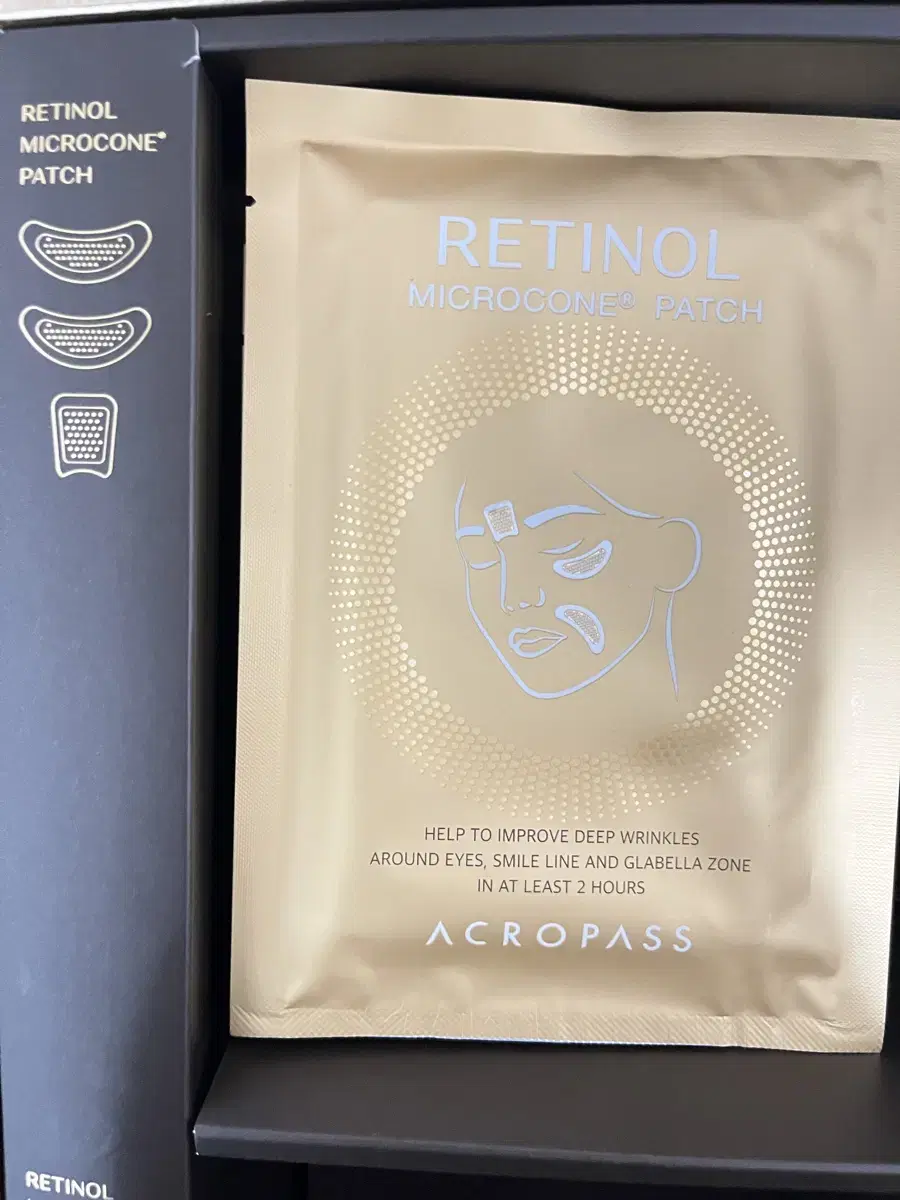 RETINOL
MICROCONE®
PATCH
RETINOL
MICROCONE® PATCH
HELP TO IMPROVE DEEP WRINKLES
AROUND EYES, SMILE LINE AND GLABELLA ZONE
IN AT LEAST 2 HOURS
ACROPASS
RETINOL